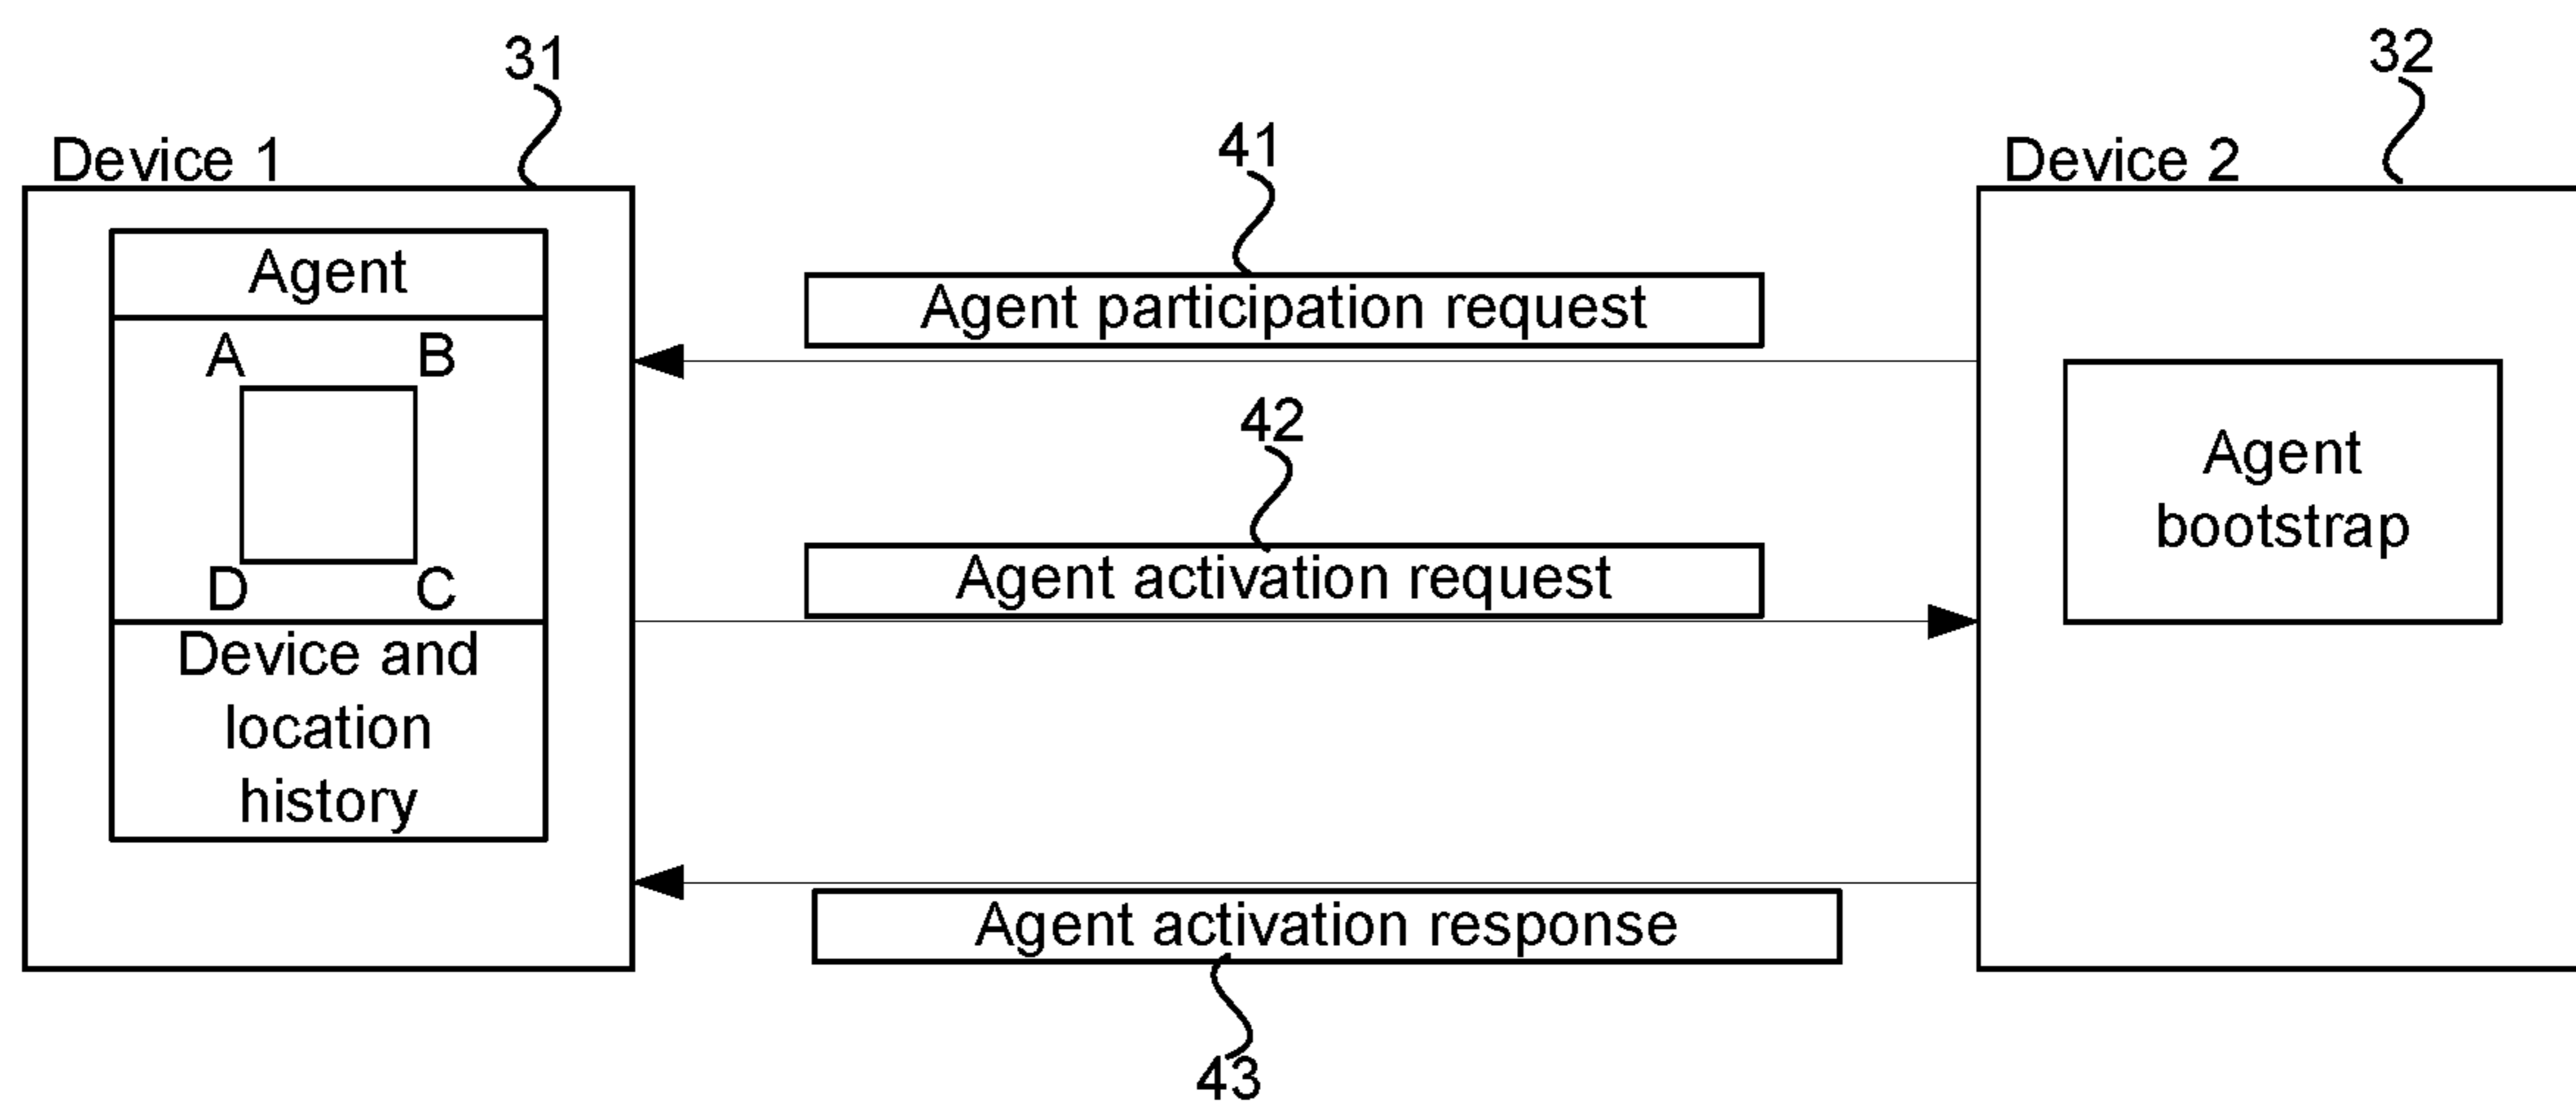 31
32
Device 1
41
Device 2
Agent
Agent participation request
A B
42
Agent
bootstrap
Agent activation request
D C
Device and
location
history
Agent activation response
43